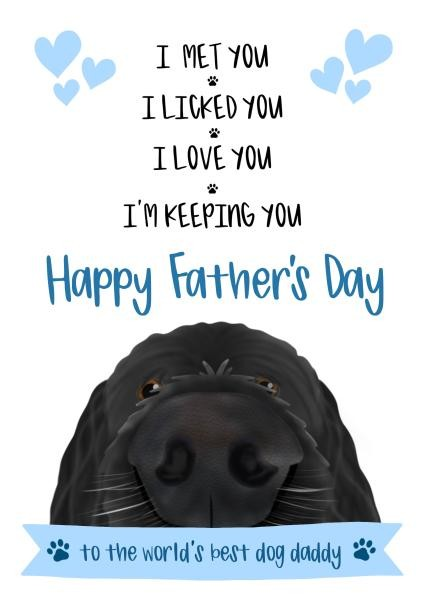 I MET YOU
I LICKED YOU
I LOVE YOU
I'M KEEPING YOU
Happy Father's Day
to the world's best dog daddy